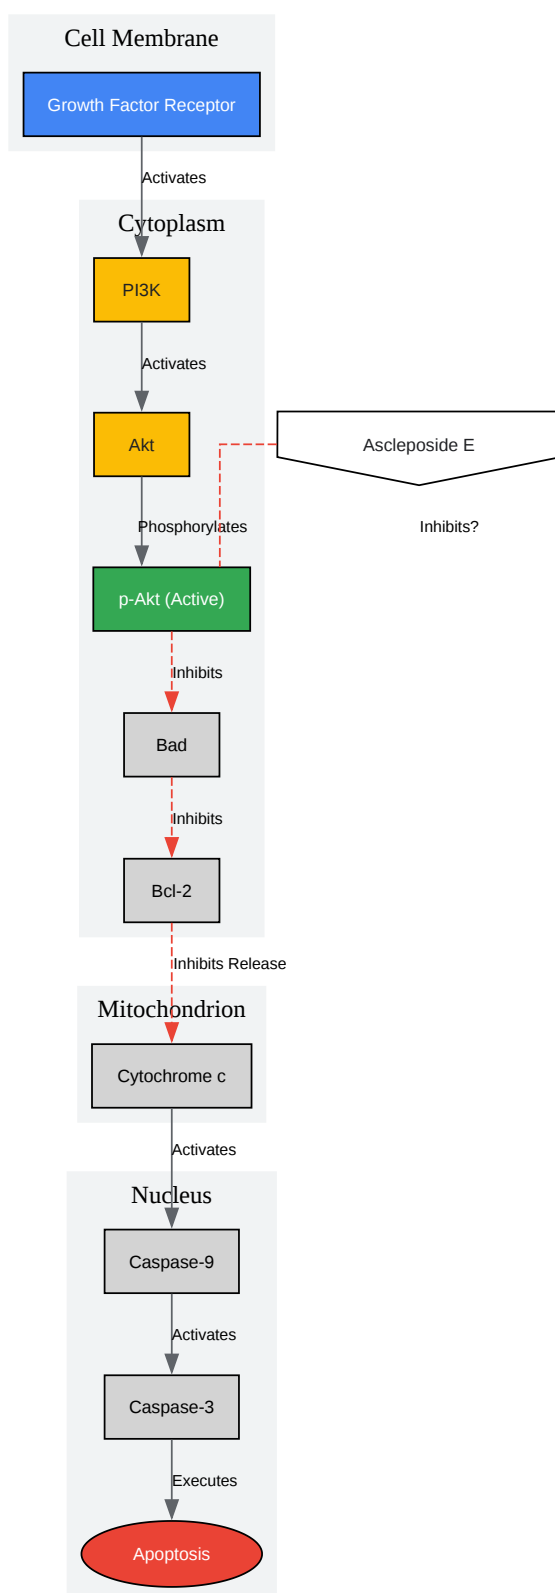 Cell Membrane
Growth Factor Receptor
Activates
Cytoplasm
PI3K
Activates
Akt
Ascleposide E
Phosphorylates
Inhibits?
p-Akt (Active)
Inhibits
Bad
Inhibits
Bcl-2
Inhibits Release
Mitochondrion
Cytochrome c
Activates
Nucleus
Caspase-9
Activates
Caspase-3
Executes
Apoptosis